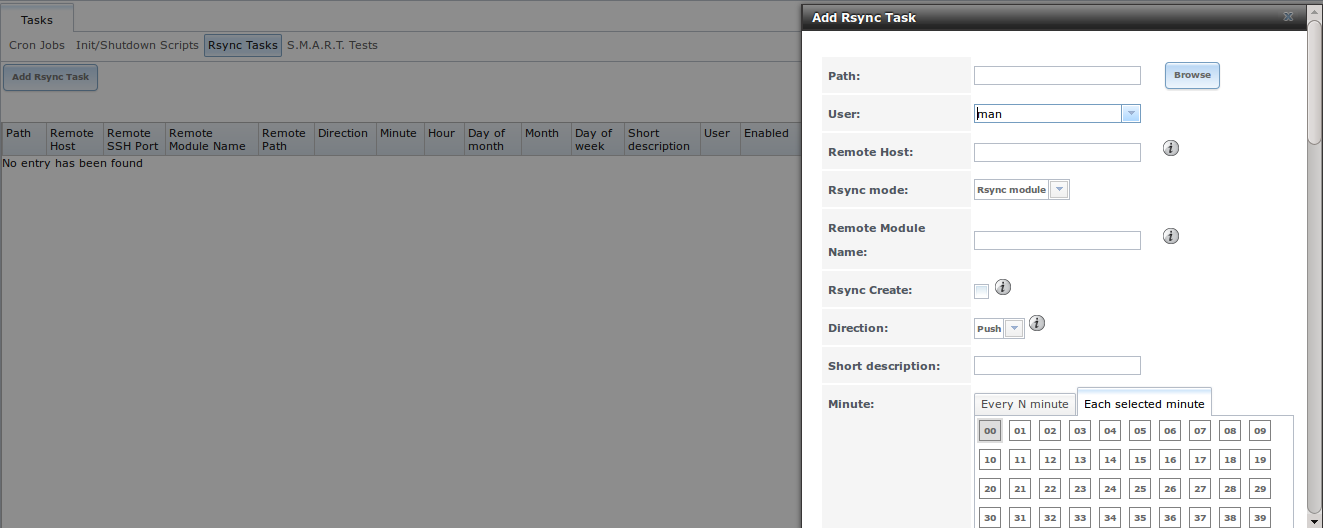 Tasks
Cron Jobs Init/Shutdown Scripts Rsync Tasks S.M.A.R.T. Tests
Add Rsync Task
Path Remote Host Remote SSH Port Remote Module Name Remote Path Direction Minute Hour Day of month Month Day of week Short description User Enabled
No entry has been found
Add Rsync Task
Path: Browse
User: man
Remote Host:
Rsync mode: Rsync module
Remote Module
Name:
Rsync Create:
Direction: Push
Short description:
Minute: Every N minute Each selected minute
00 01 02 03 04 05 06 07 08 09
10 11 12 13 14 15 16 17 18 19
20 21 22 23 24 25 26 27 28 29
30 31 32 33 34 35 36 37 38 39